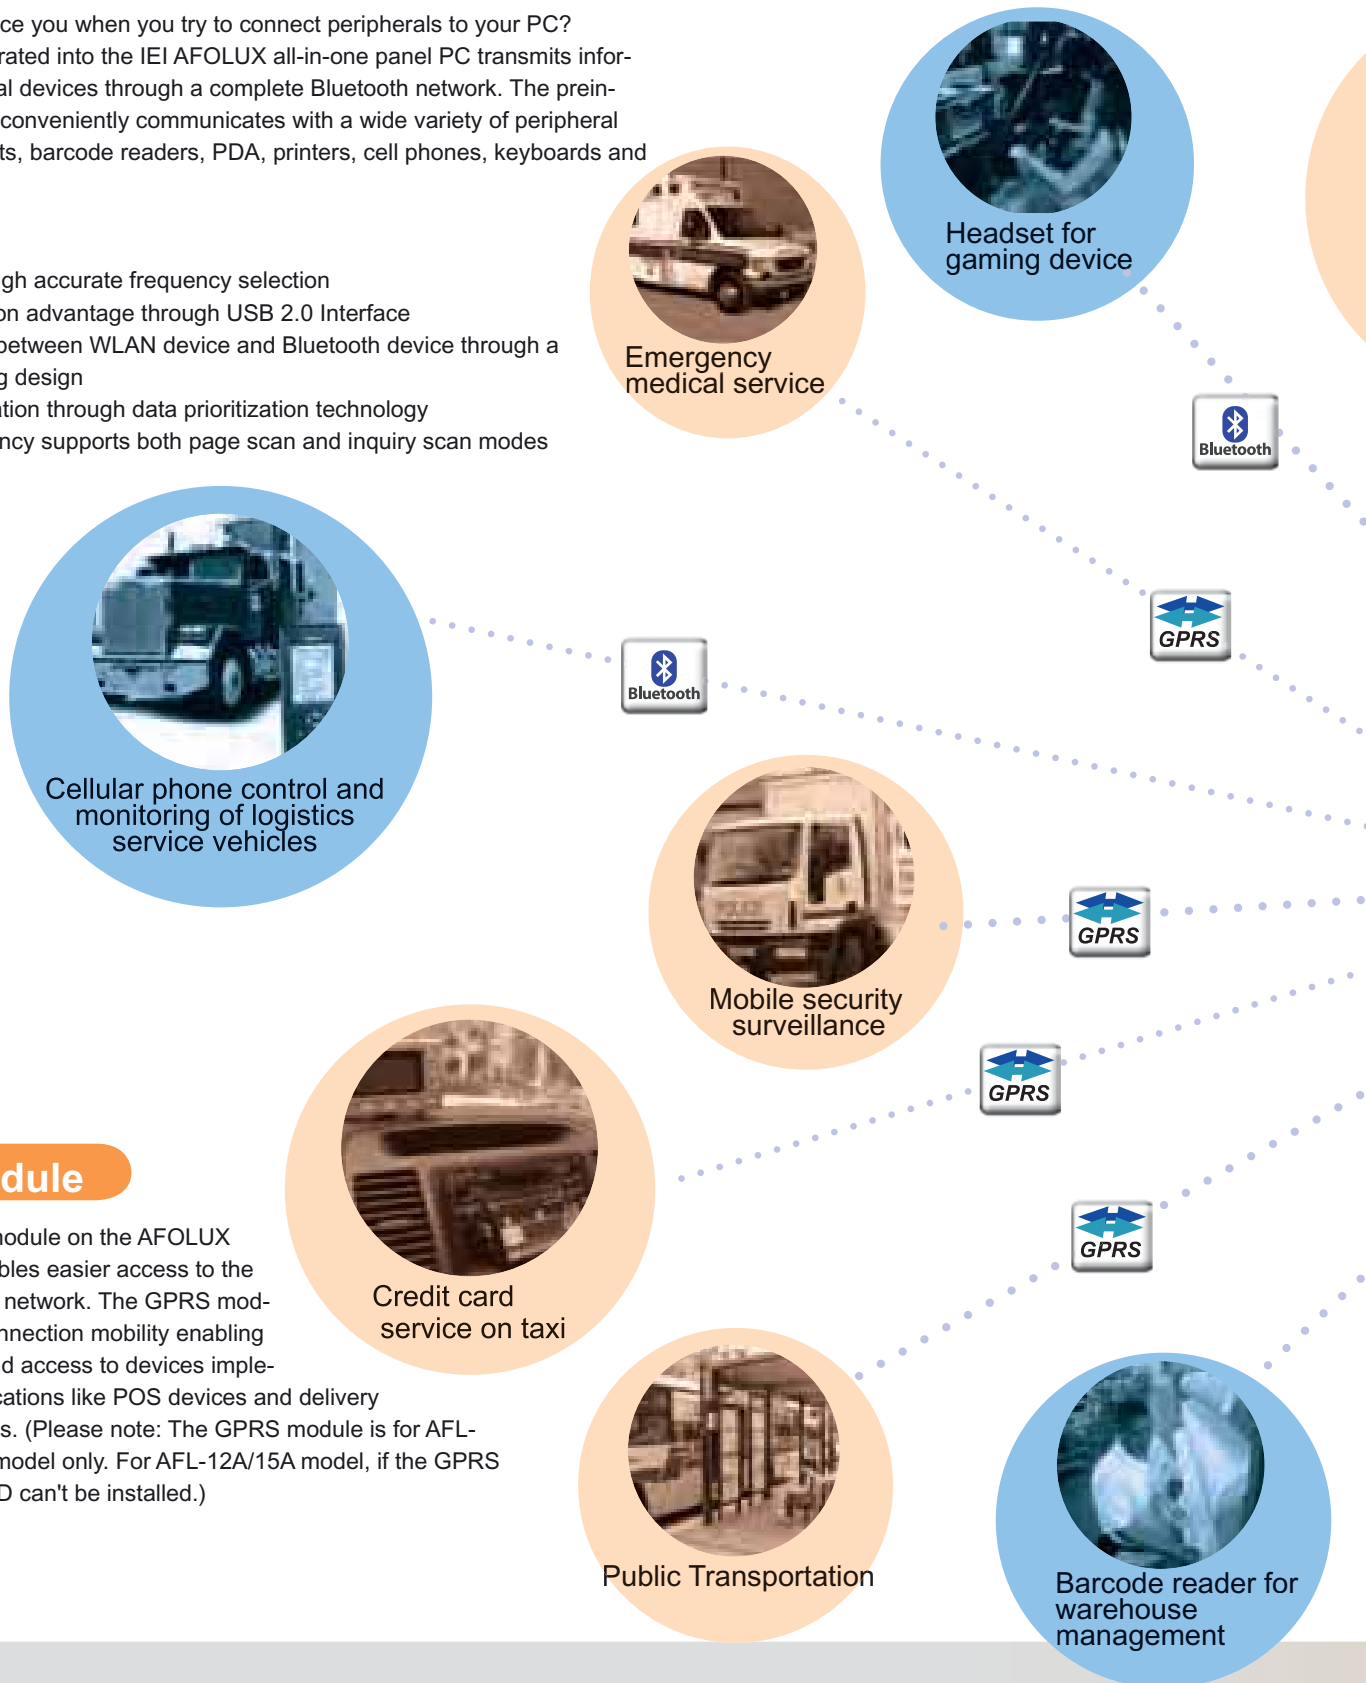 ce you when you try to connect peripherals to your PC?
rated into the IEI AFOLUX all-in-one panel PC transmits infor-
al devices through a complete Bluetooth network. The prein-
conveniently communicates with a wide variety of peripheral
ts, barcode readers, PDA, printers, cell phones, keyboards and
gh accurate frequency selection
on advantage through USB 2.0 Interface
between WLAN device and Bluetooth device through a
g design
ation through data prioritization technology
ncy supports both page scan and inquiry scan modes
Headset for
gaming device
Emergency
medical service
Bluetooth
GPRS
Bluetooth
Cellular phone control and
monitoring of logistics
service vehicles
GPRS
Mobile security
surveillance
GPRS
dule
module on the AFOLUX
bles easier access to the
network. The GPRS mod-
nnection mobility enabling
d access to devices imple-
cations like POS devices and delivery
s. (Please note: The GPRS module is for AFL-
model only. For AFL-12A/15A model, if the GPRS
D can't be installed.)
Credit card
service on taxi
GPRS
Public Transportation
Barcode reader for
warehouse
management